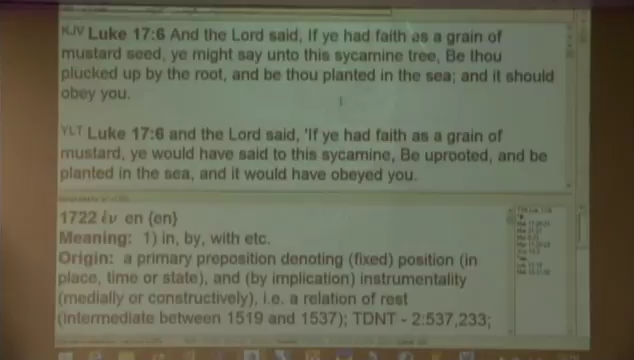 KJV Luke 17:6 And the Lord said, If ye had faith as a grain of
mustard seed, ye might say unto this sycamine tree, Be thou
plucked up by the root, and be thou planted in the sea; and it should
obey you.
YLT Luke 17:6 and the Lord said, 'If ye had faith as a grain of
mustard, ye would have said to this sycamine, Be uprooted, and be
planted in the sea, and it would have obeyed you.
1722 ἐν en {en}
Meaning: 1) in, by, with etc.
Origin: a primary preposition denoting (fixed) position (in
place, time or state), and (by implication) instrumentality
(medially or constructively), i.e. a relation of rest
(intermediate between 1519 and 1537); TDNT - 2:537,233;